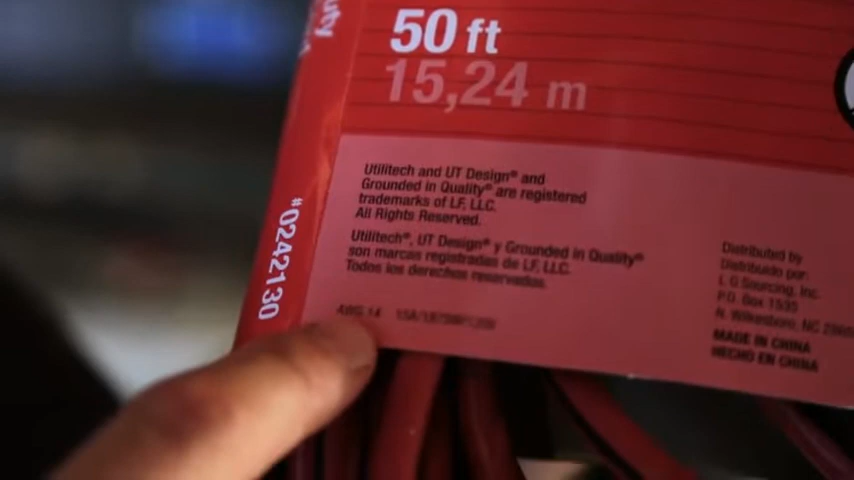 50 ft
15,24 m
Utilitech and UT Design® and
Grounded in Quality® are registered
trademarks of LF, LLC.
All Rights Reserved.
Utilitech®, UT Design® y Grounded in Quality®
son marcas registradas de LF, LLC.
Todos los derechos reservados.
#0242130
Distributed by
Distribuido por:
L G Sourcing, Inc.
P.O. Box 1535
N. Wilkesboro, NC
MADE IN CHINA
HECHO EN CHINA